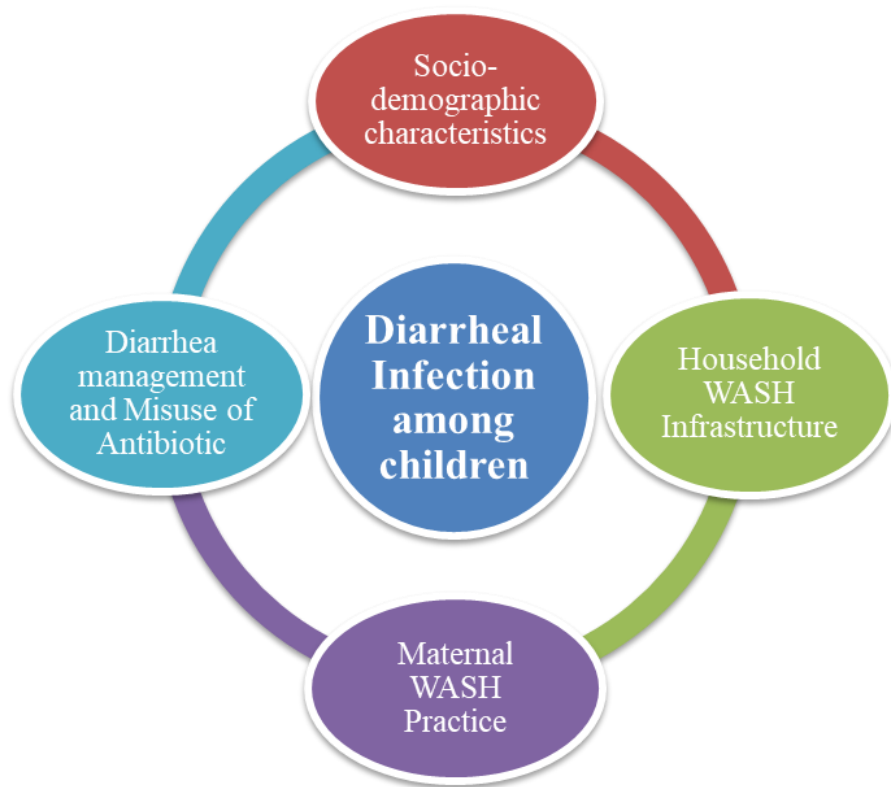 Socio-
demographic
characteristics
Diarrheal
Infection
among
children
Household
WASH
Infrastructure
Maternal
WASH
Practice
Diarrhea
management
and Misuse of
Antibiotic